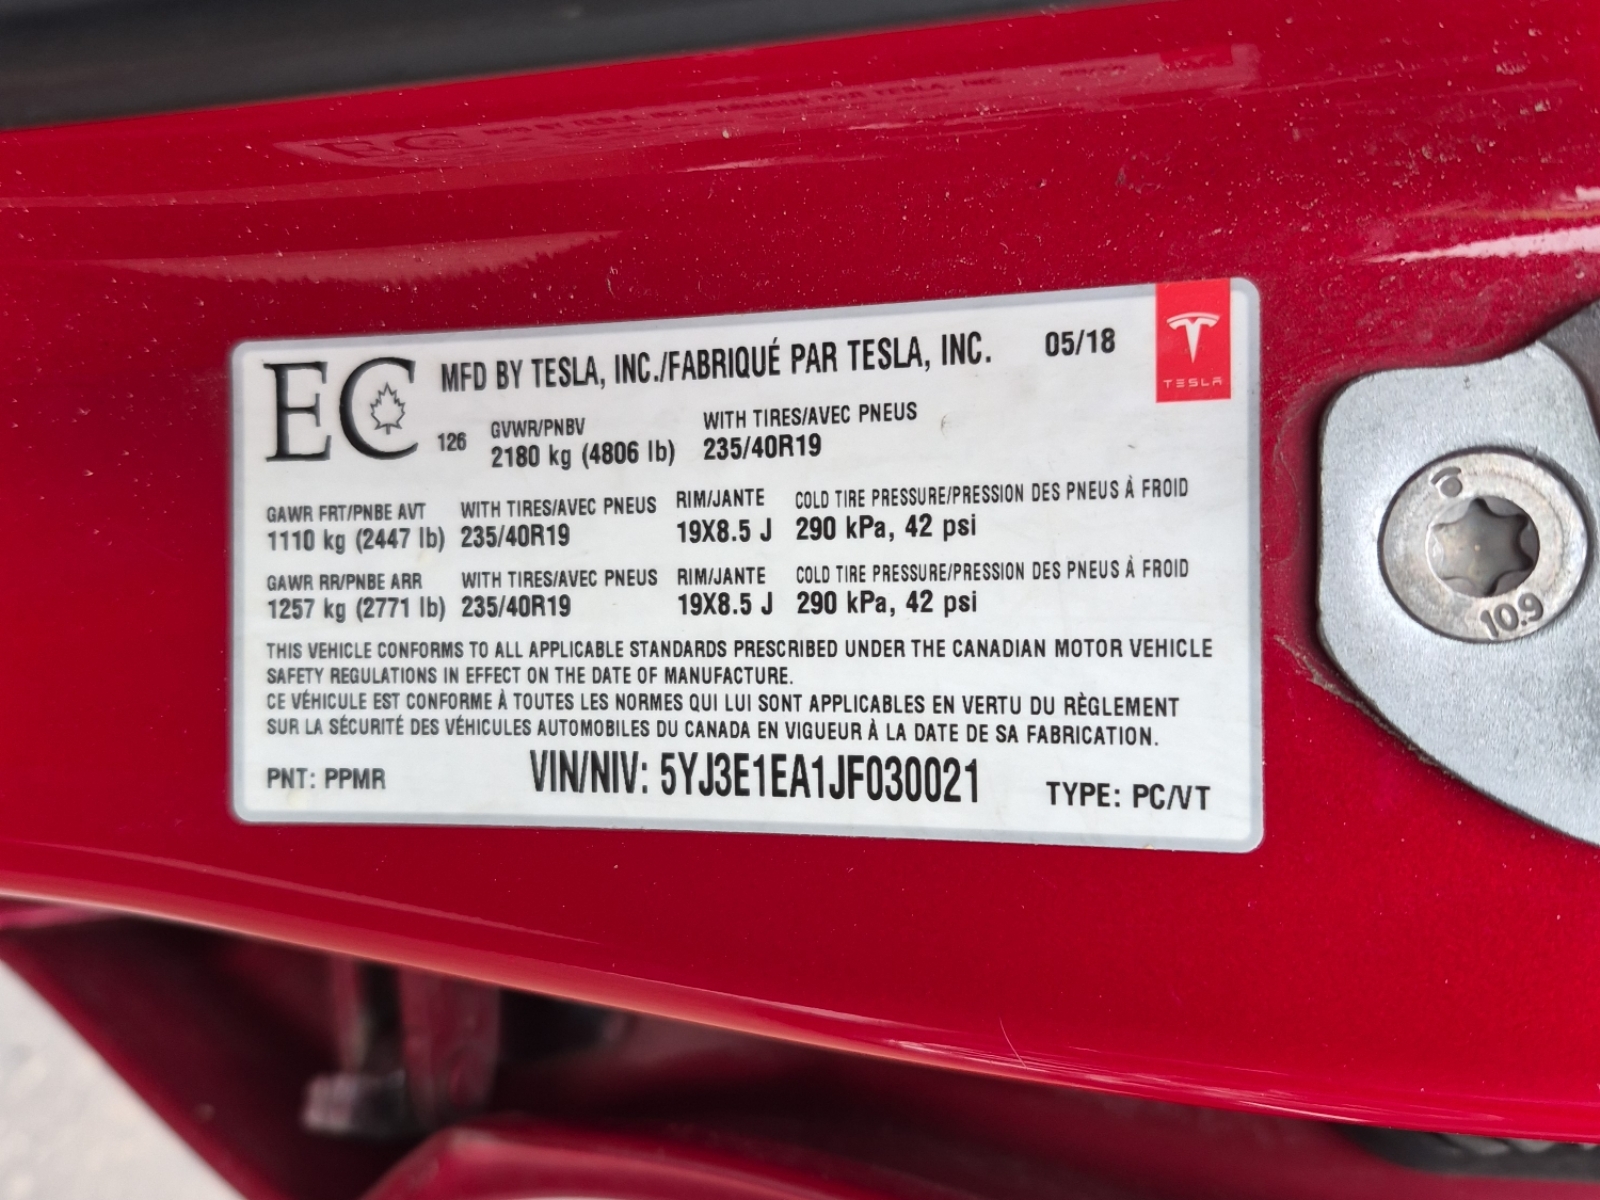 EC MFD BY TESLA, INC./FABRIQUÉ PAR TESLA, INC. 05/18
TESLA
126 GVWR/PNBV WITH TIRES/AVEC PNEUS
2180 kg (4806 lb) 235/40R19
GAWR FRT/PNBE AVT WITH TIRES/AVEC PNEUS RIM/JANTE COLD TIRE PRESSURE/PRESSION DES PNEUS À FROID
1110 kg (2447 lb) 235/40R19 19X8.5 J 290 kPa, 42 psi
GAWR RR/PNBE ARR WITH TIRES/AVEC PNEUS RIM/JANTE COLD TIRE PRESSURE/PRESSION DES PNEUS À FROID
1257 kg (2771 lb) 235/40R19 19X8.5 J 290 kPa, 42 psi
THIS VEHICLE CONFORMS TO ALL APPLICABLE STANDARDS PRESCRIBED UNDER THE CANADIAN MOTOR VEHICLE
SAFETY REGULATIONS IN EFFECT ON THE DATE OF MANUFACTURE.
CE VÉHICULE EST CONFORME À TOUTES LES NORMES QUI LUI SONT APPLICABLES EN VERTU DU RÈGLEMENT
SUR LA SÉCURITÉ DES VÉHICULES AUTOMOBILES DU CANADA EN VIGUEUR À LA DATE DE SA FABRICATION.
PNT: PPMR VIN/NIV: 5YJ3E1EA1JF030021 TYPE: PC/VT
10.9